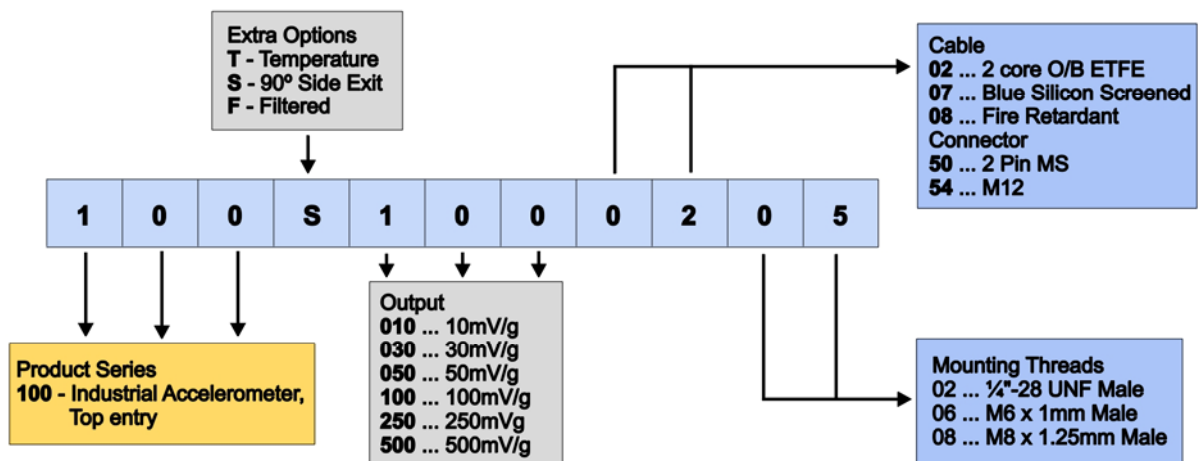 Extra Options
T - Temperature
S - 90º Side Exit
F - Filtered
Cable
02 ... 2 core O/B ETFE
07 ... Blue Silicon Screened
08 ... Fire Retardant
Connector
50 ... 2 Pin MS
54 ... M12
1 0 0 S 1 0 0 0 2 0 5
Product Series
100 - Industrial Accelerometer,
Top entry
Output
010 ... 10mV/g
030 ... 30mV/g
050 ... 50mV/g
100 ... 100mV/g
250 ... 250mVg
500 ... 500mV/g
Mounting Threads
02 ... ¼"-28 UNF Male
06 ... M6 x 1mm Male
08 ... M8 x 1.25mm Male